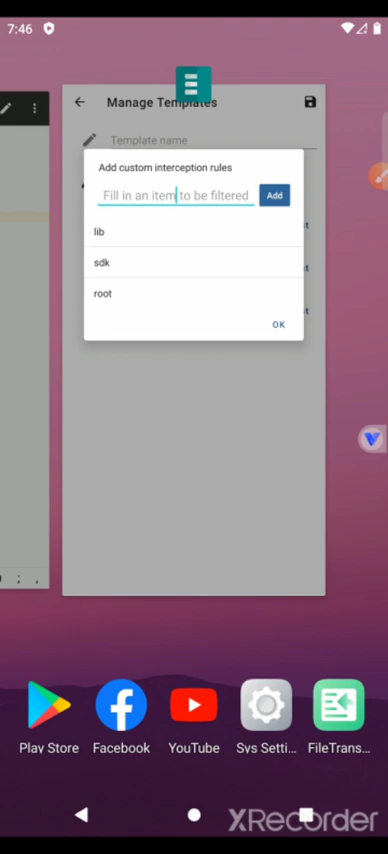 7:46
Manage Templates
Template name
Add custom interception rules
Fill in an item to be filtered
Add
lib
sdk
root
OK
; ,
Play Store
Facebook
YouTube
Sys Setti...
FileTrans...
XRecorder